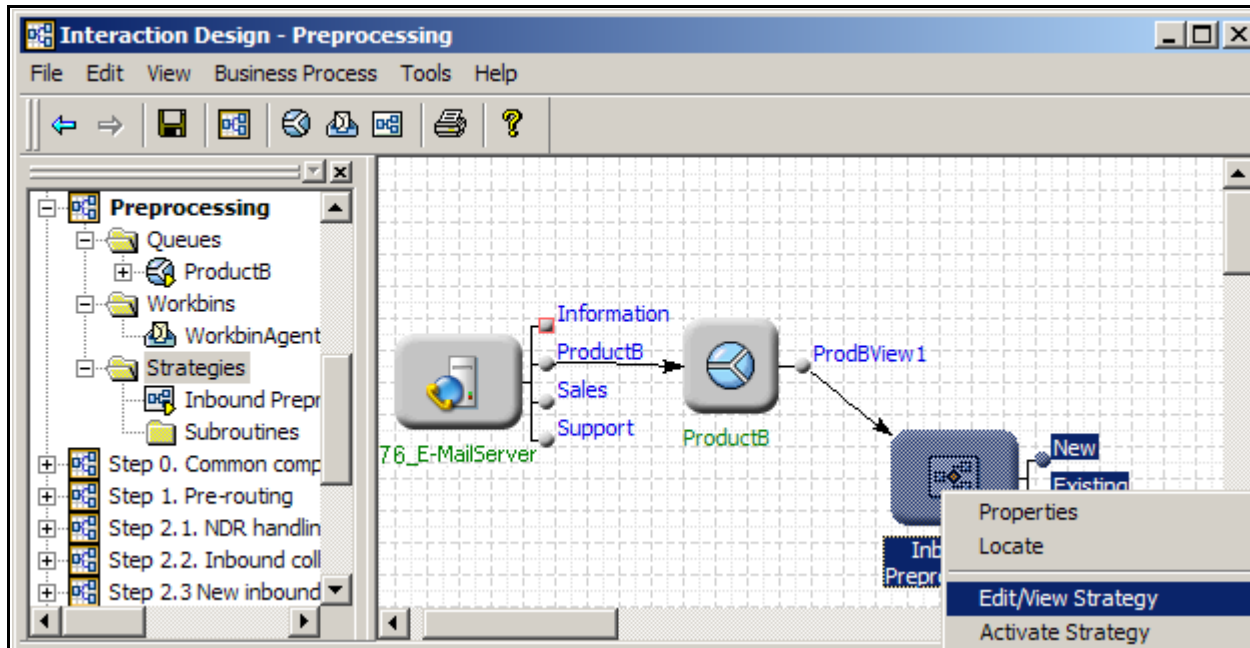 Interaction Design - Preprocessing
File Edit View Business Process Tools Help
Preprocessing
Queues
ProductB
Workbins
WorkbinAgent
Strategies
Inbound Prepr
Subroutines
Step 0. Common comp
Step 1. Pre-routing
Step 2.1. NDR handlin
Step 2.2. Inbound coll
Step 2.3 New inbound
Information
ProductB
Sales
Support
76_E-MailServer
ProductB
ProdBView1
New
Existing
Inb
Prepr
Properties
Locate
Edit/View Strategy
Activate Strategy